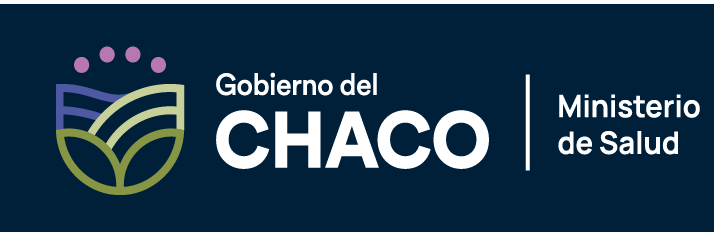 Gobierno del
CHACO
Ministerio
de Salud